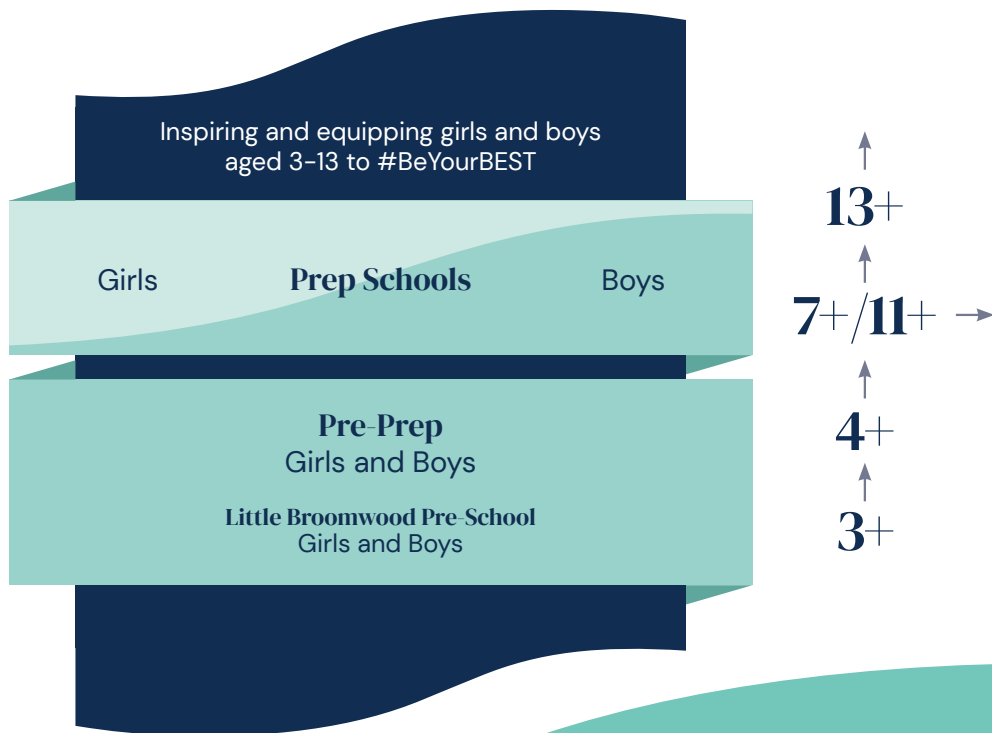 Inspiring and equipping girls and boys
aged 3-13 to #BeYourBEST
Girls
Prep Schools
Boys
Pre-Prep
Girls and Boys
Little Broomwood Pre-School
Girls and Boys
13+
7+/11+
4+
3+